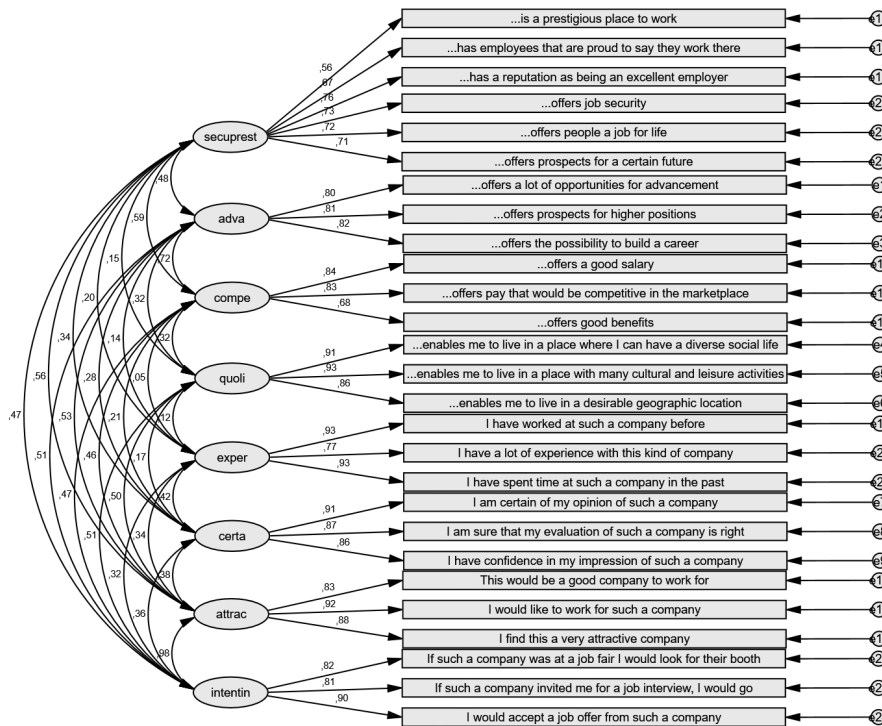 ...is a prestigious place to work
...has employees that are proud to say they work there
...has a reputation as being an excellent employer
...offers job security
...offers people a job for life
...offers prospects for a certain future
...offers a lot of opportunities for advancement
...offers prospects for higher positions
...offers the possibility to build a career
...offers a good salary
...offers pay that would be competitive in the marketplace
...offers good benefits
...enables me to live in a place where I can have a diverse social life
...enables me to live in a place with many cultural and leisure activities
...enables me to live in a desirable geographic location
I have worked at such a company before
I have a lot of experience with this kind of company
I have spent time at such a company in the past
I am certain of my opinion of such a company
I am sure that my evaluation of such a company is right
I have confidence in my impression of such a company
This would be a good company to work for
I would like to work for such a company
I find this a very attractive company
If such a company was at a job fair I would look for their booth
If such a company invited me for a job interview, I would go
I would accept a job offer from such a company
secuprest
adva
compe
quoli
exper
certa
attrac
intentin
,56
,67
,76
,73
,72
,71
,80
,81
,82
,84
,83
,68
,91
,93
,86
,93
,77
,93
,91
,87
,86
,83
,92
,88
,82
,81
,90
,48
,59
,72
,15
,32
,32
,20
,14
,05
,12
,34
,28
,21
,17
,42
,56
,53
,46
,50
,34
,38
,47
,51
,47
,51
,32
,36
,98